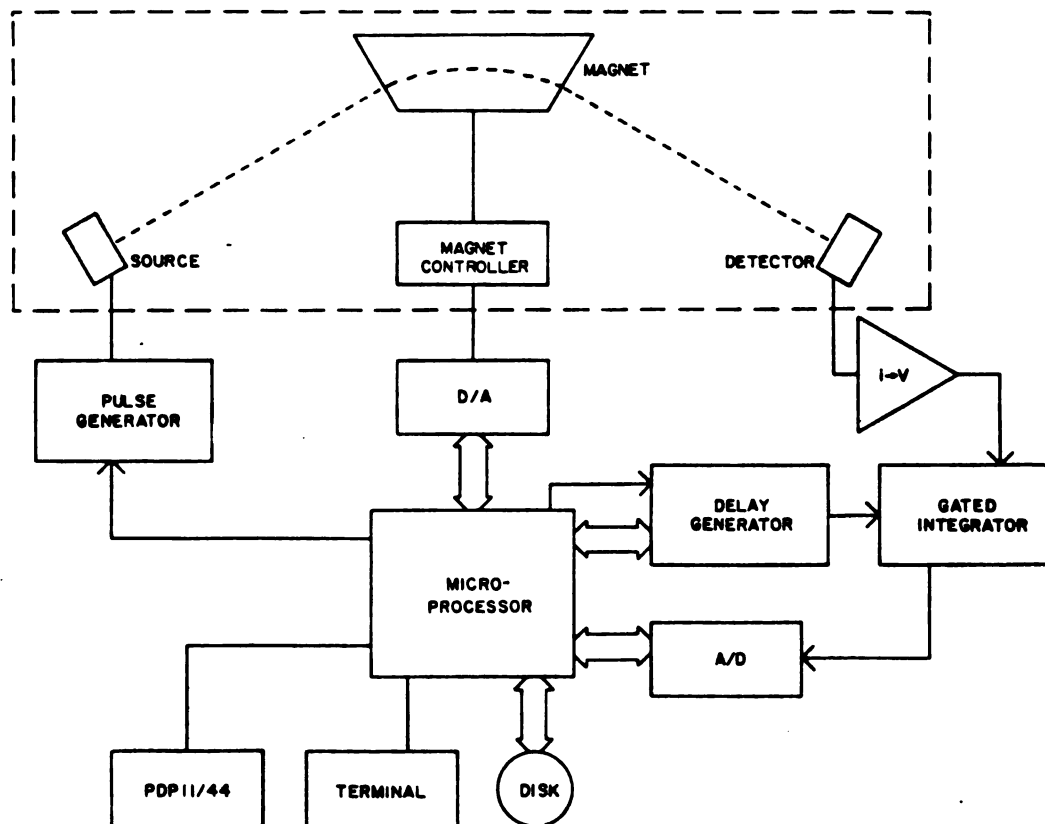 MAGNET
SOURCE
MAGNET
CONTROLLER
DETECTOR
PULSE
GENERATOR
D/A
I→V
DELAY
GENERATOR
GATED
INTEGRATOR
MICRO-
PROCESSOR
A/D
PDP11/44
TERMINAL
DISK